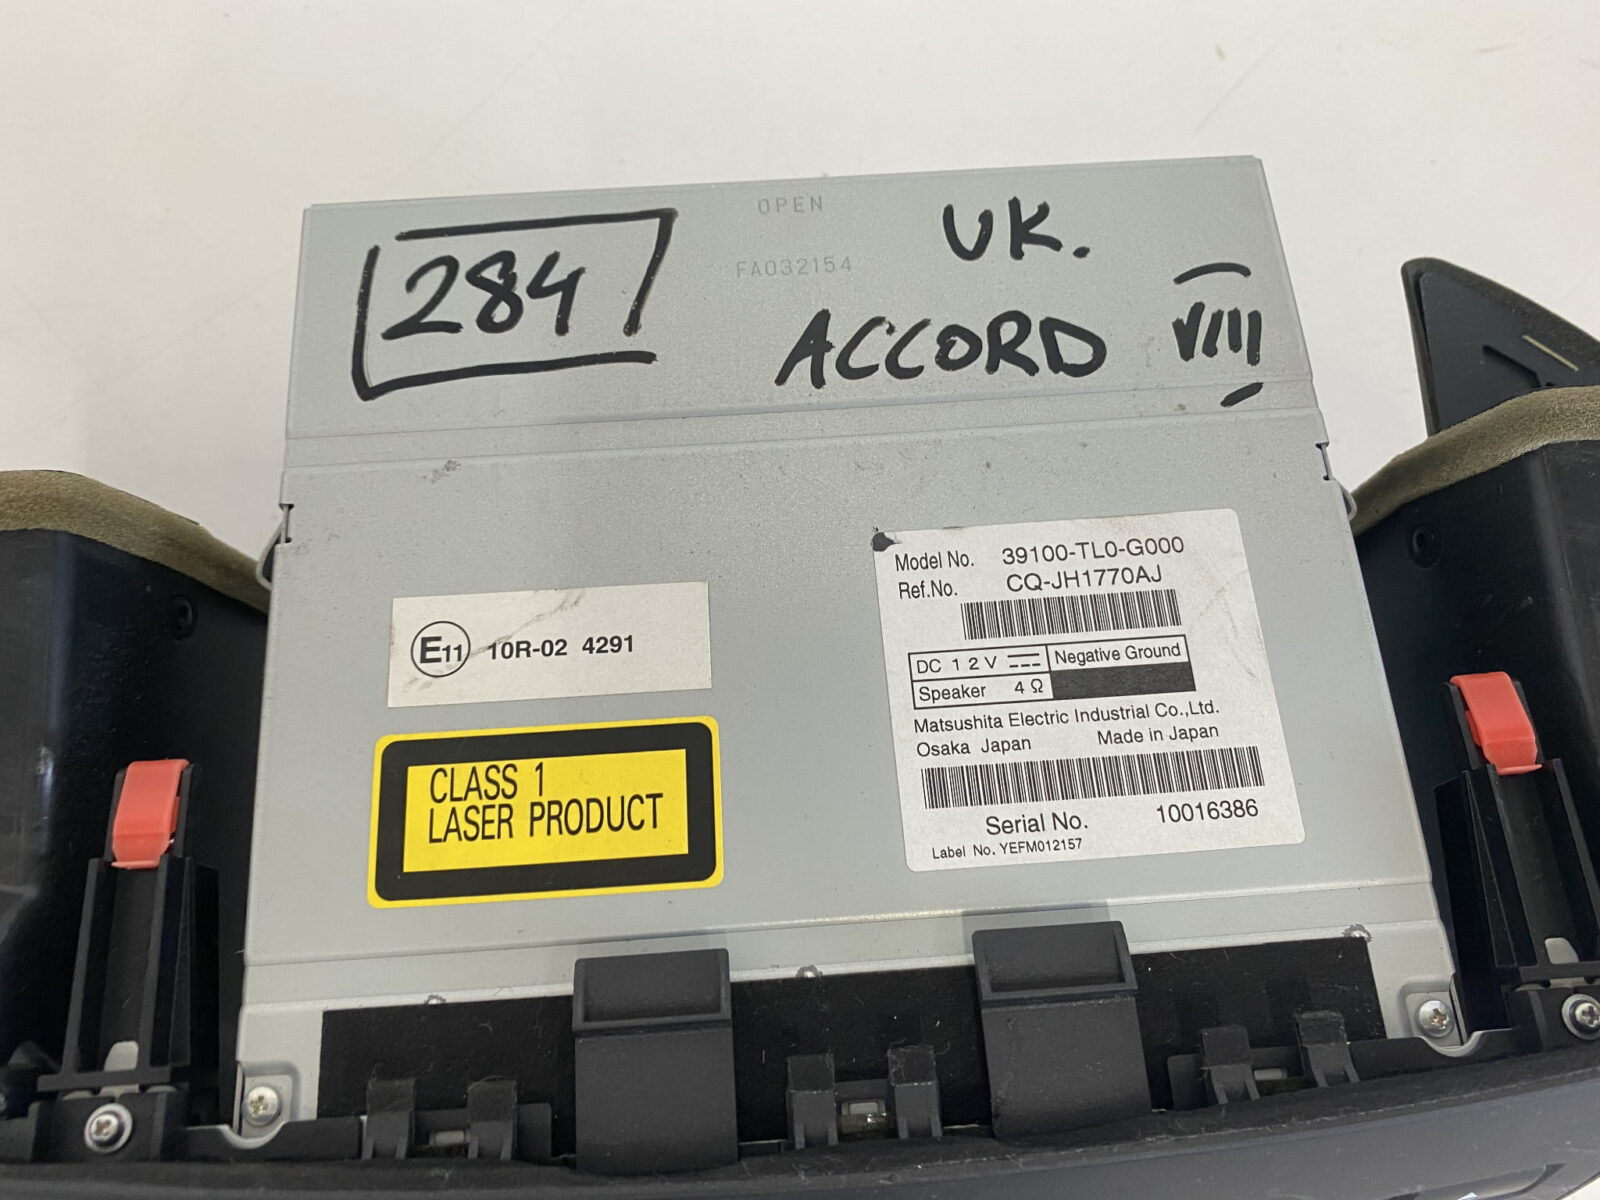 OPEN
FA032154
284
UK.
ACCORD VIII
Model No. 39100-TL0-G000
Ref.No. CQ-JH1770AJ
DC 12V Negative Ground
Speaker 4Ω
Matsushita Electric Industrial Co.,Ltd.
Osaka Japan Made in Japan
Serial No. 10016386
Label No. YEFM012157
E11 10R-02 4291
CLASS 1
LASER PRODUCT